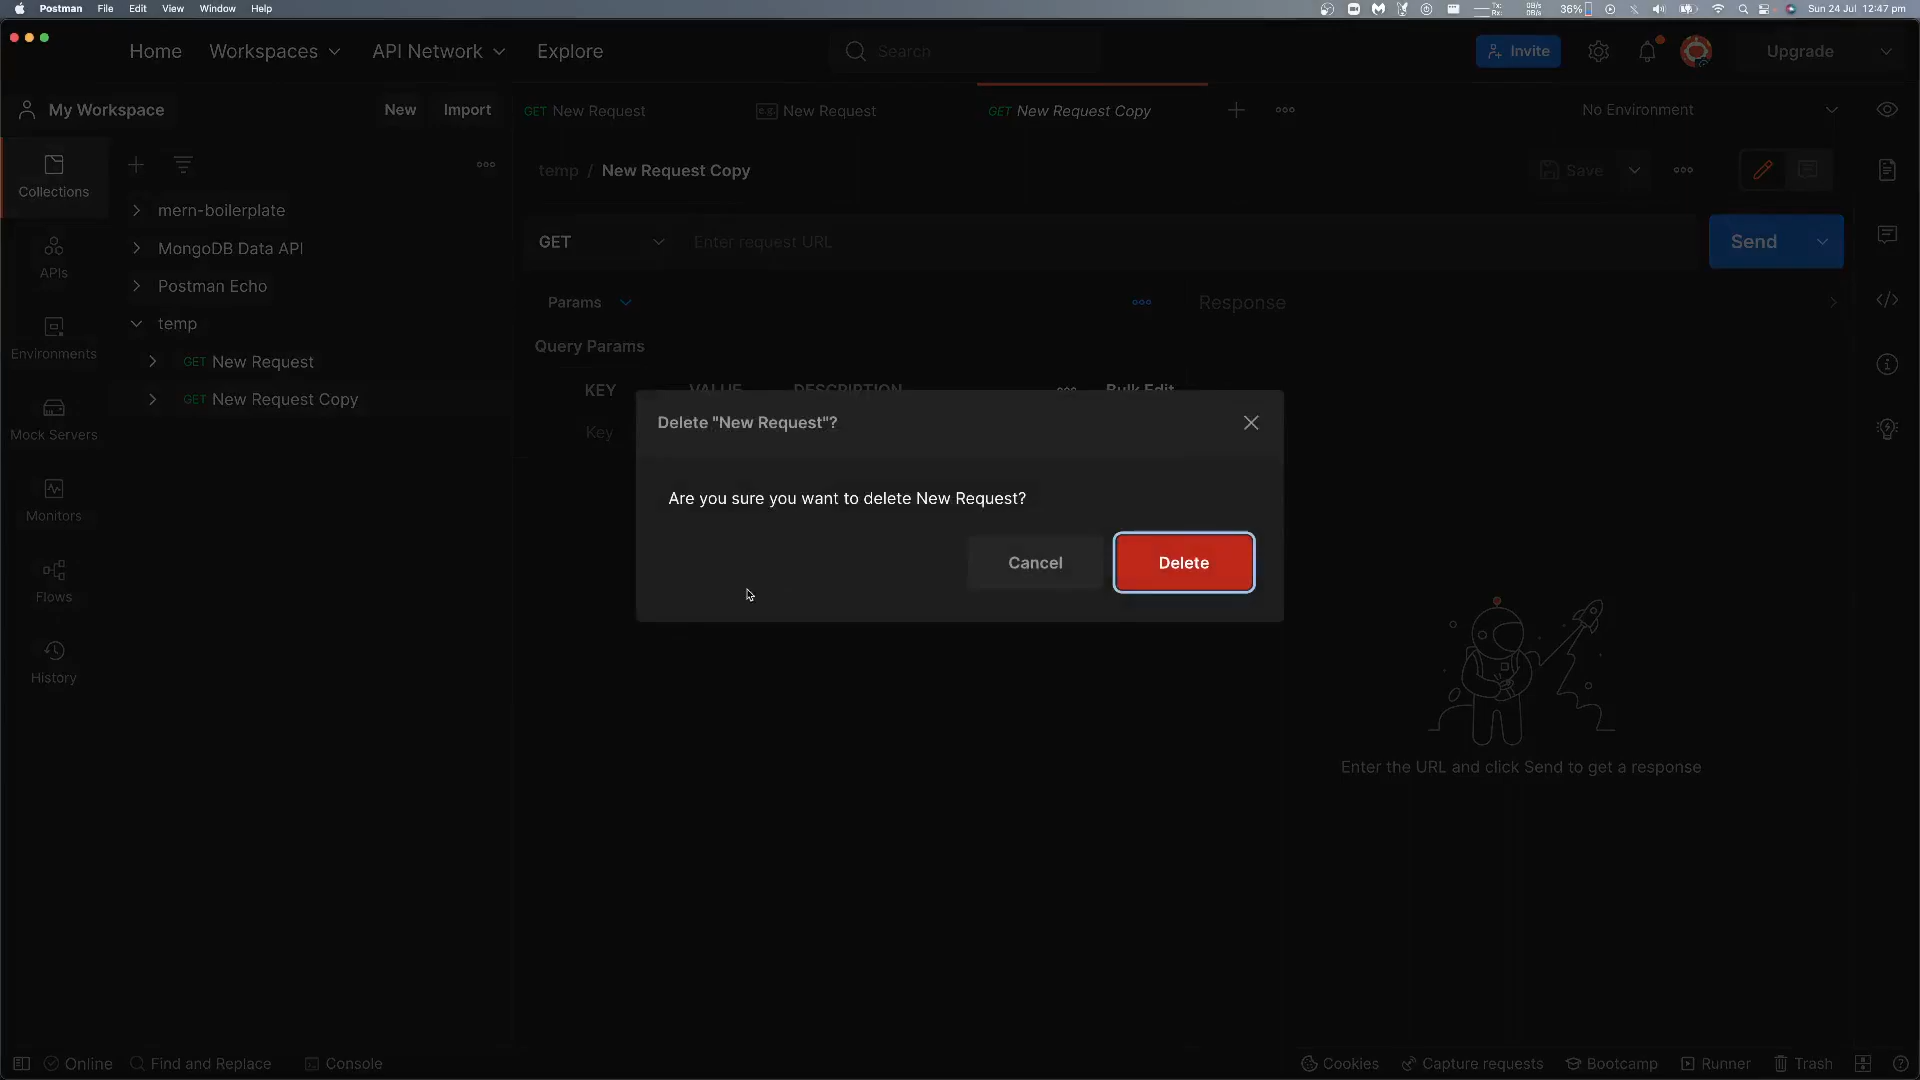 Postman File Edit View Window Help
36% Sun 24 Jul 12:47 pm
Home Workspaces API Network Explore
Search
Invite
Upgrade
My Workspace
New Import
GET New Request
New Request
GET New Request Copy
No Environment
Collections
APIs
Environments
Mock Servers
Monitors
Flows
History
mern-boilerplate
MongoDB Data API
Postman Echo
temp
GET New Request
GET New Request Copy
temp / New Request Copy
Save
GET
Enter request URL
Send
Params
Response
Query Params
KEY VALUE DESCRIPTION Bulk Edit
Key
Delete "New Request"?
Are you sure you want to delete New Request?
Cancel
Delete
Enter the URL and click Send to get a response
Online Find and Replace Console
Cookies Capture requests Bootcamp Runner Trash